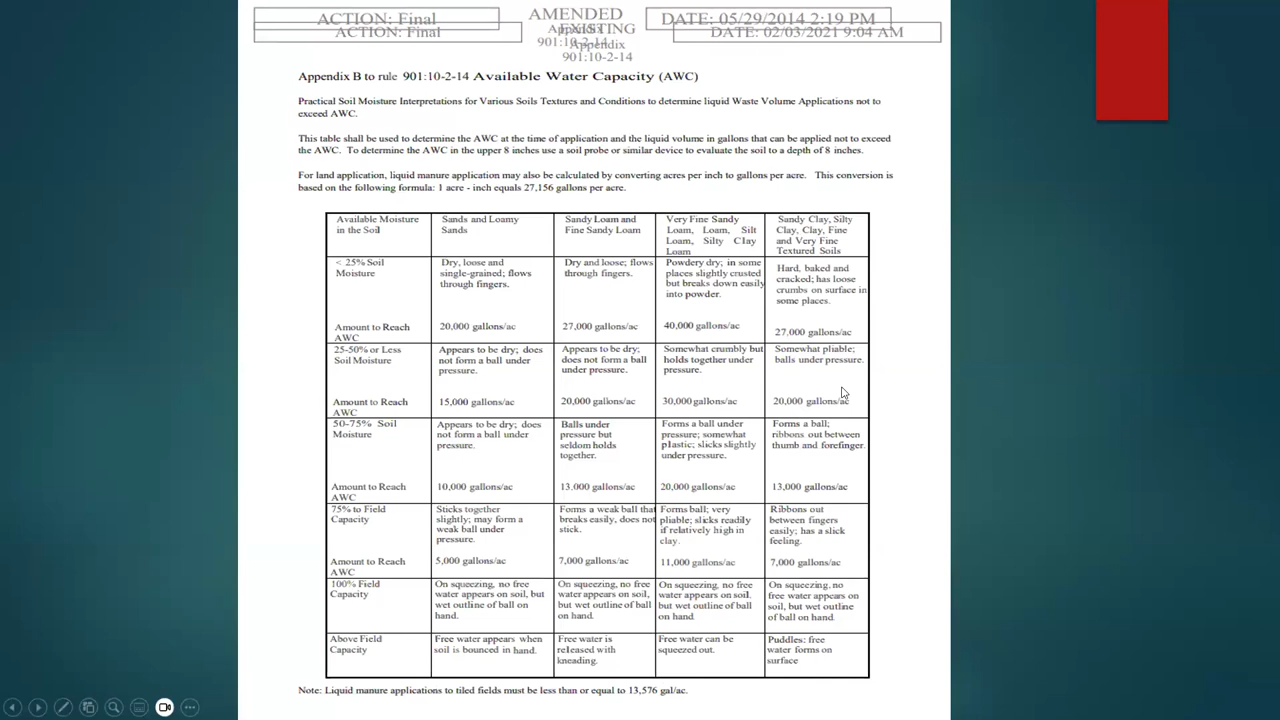 ACTION: Final
ACTION: Final
AMENDED
EXISTING
Appendix
Appendix
901:10-2-14
901:10-2-14
DATE: 05/29/2014 2:19 PM
DATE: 02/03/2021 9:04 AM
Appendix B to rule 901:10-2-14 Available Water Capacity (AWC)
Practical Soil Moisture Interpretations for Various Soils Textures and Conditions to determine liquid Waste Volume Applications not to
exceed AWC.
This table shall be used to determine the AWC at the time of application and the liquid volume in gallons that can be applied not to exceed
the AWC. To determine the AWC in the upper 8 inches use a soil probe or similar device to evaluate the soil to a depth of 8 inches.
For land application, liquid manure application may also be calculated by converting acres per inch to gallons per acre. This conversion is
based on the following formula: 1 acre - inch equals 27,156 gallons per acre.
Available Moisture
in the Soil
Sands and Loamy
Sands
Sandy Loam and
Fine Sandy Loam
Very Fine Sandy
Loam, Loam, Silt
Loam, Silty Clay
Loam
Sandy Clay, Silty
Clay, Clay, Fine
and Very Fine
Textured Soils
< 25% Soil
Moisture
Amount to Reach
AWC
Dry, loose and
single-grained; flows
through fingers.
20,000 gallons/ac
Dry and loose; flows
through fingers.
27,000 gallons/ac
Powdery dry; in some
places slightly crusted
but breaks down easily
into powder.
40,000 gallons/ac
Hard, baked and
cracked; has loose
crumbs on surface in
some places.
27,000 gallons/ac
25-50% or Less
Soil Moisture
Amount to Reach
AWC
Appears to be dry; does
not form a ball under
pressure.
15,000 gallons/ac
Appears to be dry;
does not form a ball
under pressure.
20,000 gallons/ac
Somewhat crumbly but
holds together under
pressure.
30,000 gallons/ac
Somewhat pliable;
balls under pressure.
20,000 gallons/ac
50-75% Soil
Moisture
Amount to Reach
AWC
Appears to be dry; does
not form a ball under
pressure.
10,000 gallons/ac
Balls under
pressure but
seldom holds
together.
13,000 gallons/ac
Forms a ball under
pressure; somewhat
plastic; slicks slightly
under pressure.
20,000 gallons/ac
Forms a ball;
ribbons out between
thumb and forefinger.
13,000 gallons/ac
75% to Field
Capacity
Amount to Reach
AWC
Sticks together
slightly; may form a
weak ball under
pressure.
5,000 gallons/ac
Forms a weak ball that
breaks easily, does not
stick.
7,000 gallons/ac
Forms ball; very
pliable; slicks readily
if relatively high in
clay.
11,000 gallons/ac
Ribbons out
between fingers
easily; has a slick
feeling.
7,000 gallons/ac
100% Field
Capacity
On squeezing, no free
water appears on soil, but
wet outline of ball on
hand.
On squeezing, no free
water appears on soil,
but wet outline of ball
on hand.
On squeezing, no free
water appears on soil.
but wet outline of ball
on hand.
On squeezing, no
free water appears on
soil, but wet outline
of ball on hand.
Above Field
Capacity
Free water appears when
soil is bounced in hand.
Free water is
released with
kneading.
Free water can be
squeezed out.
Puddles: free
water forms on
surface
Note: Liquid manure applications to tiled fields must be less than or equal to 13,576 gal/ac.